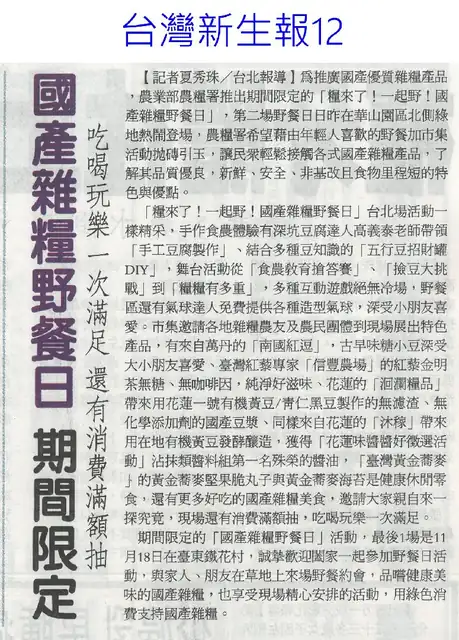 台灣新生報12
國產雜糧野餐日 期間限定
吃喝玩樂一次滿足 還有消費滿額抽
【記者夏秀珠／台北報導】為推廣國產優質雜糧產品
，農業部農糧署推出期間限定的「糧來了！一起野！國
產雜糧野餐日」，第二場野餐日日昨在華山園區北側綠
地熱鬧登場，農糧署希望藉由年輕人喜歡的野餐加市集
活動拋磚引玉，讓民衆輕鬆接觸各式國產雜糧產品，了
解其品質優良，新鮮、安全、非基改且食物里程短的特
色與優點。
「糧來了！一起野！國產雜糧野餐日」台北場活動一
樣精采，手作食農體驗有深坑豆腐達人高義泰老師帶領
「手工豆腐製作」、結合多種豆知識的「五行豆招財罐
DIY」，舞台活動從「食農敎育搶答賽」、「撿豆大挑
戰」到「糧糧有多重」，多種互動遊戲絕無冷場，野餐
區還有氣球達人免費提供各種造型氣球，深受小朋友喜
愛。市集邀請各地雜糧農友及農民團體到現場展出特色
產品，有來自萬丹的「南國紅逗」，古早味糖小豆深受
大小朋友喜愛、臺灣紅藜專家「信豐農場」的紅藜金明
茶無糖、無咖啡因，純淨好滋味、花蓮的「洄瀾糧品」
帶來用花蓮一號有機黃豆/青仁黑豆製作的無濾渣、無
化學添加劑的國產豆漿、同樣來自花蓮的「沐稼」帶來
用在地有機黃豆發酵釀造，獲得「花蓮味醬醬好徵選活
動」沾抹類醬料組第一名殊榮的醬油，「臺灣黃金蕎麥
」的黃金蕎麥堅果脆丸子與黃金蕎麥海苔是健康休閒零
食，還有更多好吃的國產雜糧美食，邀請大家親自來一
探究竟，現場還有消費滿額抽，吃喝玩樂一次滿足。
期間限定的「國產雜糧野餐日」活動，最後1場是11
月18日在臺東鐵花村，誠摯歡迎闔家一起參加野餐日活
動，與家人、朋友在草地上來場野餐約會，品嚐健康美
味的國產雜糧，也享受現場精心安排的活動，用綠色消
費支持國產雜糧。